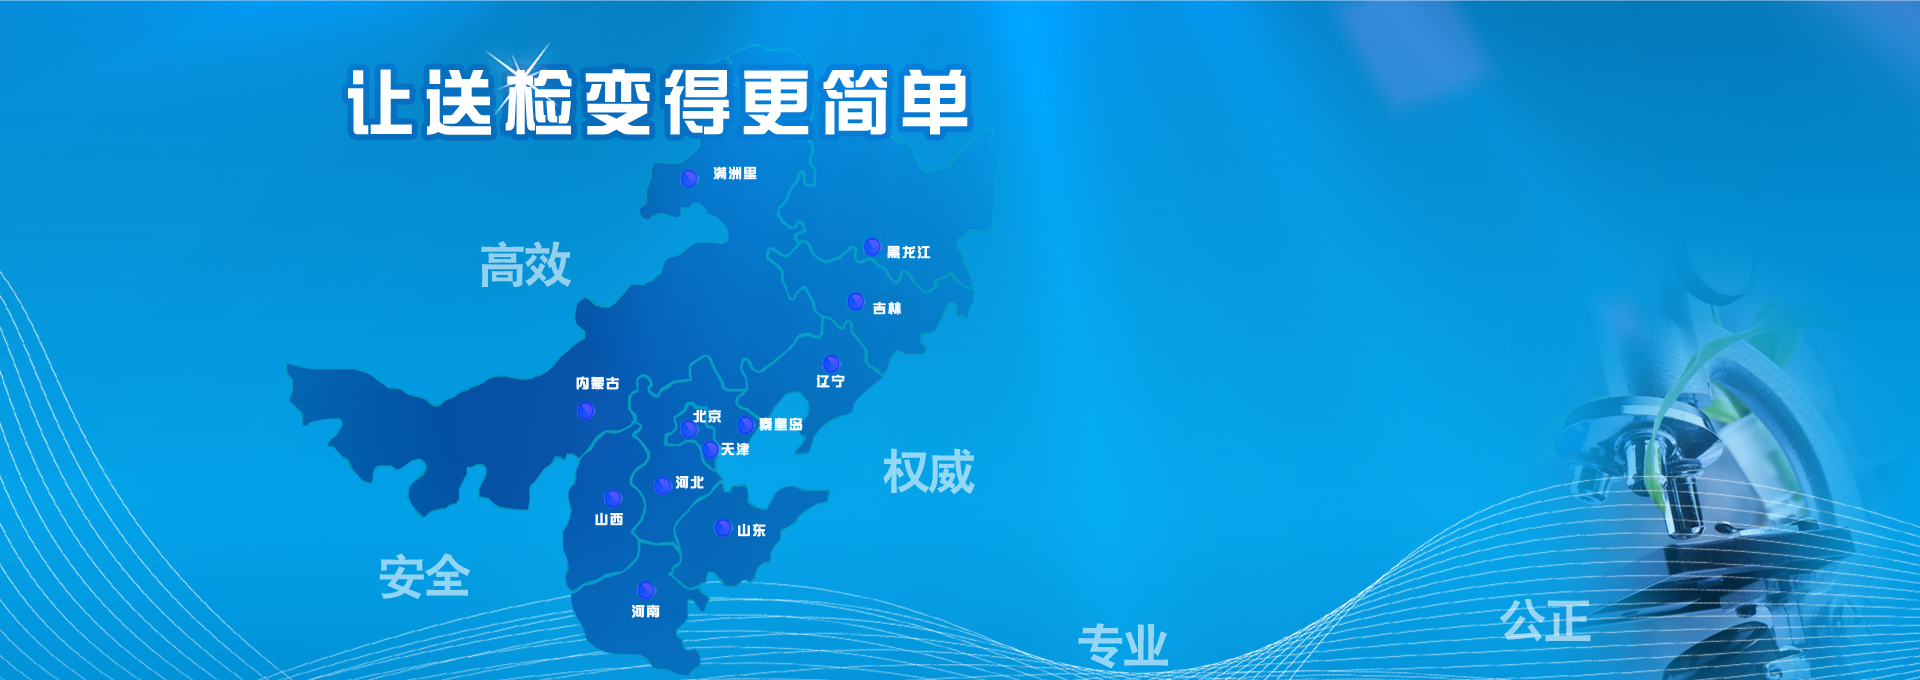 让送检变得更简单
满洲里
黑龙江
高效
吉林
辽宁
内蒙古
北京
秦皇岛
天津
权威
河北
山西
山东
安全
河南
公正
专业